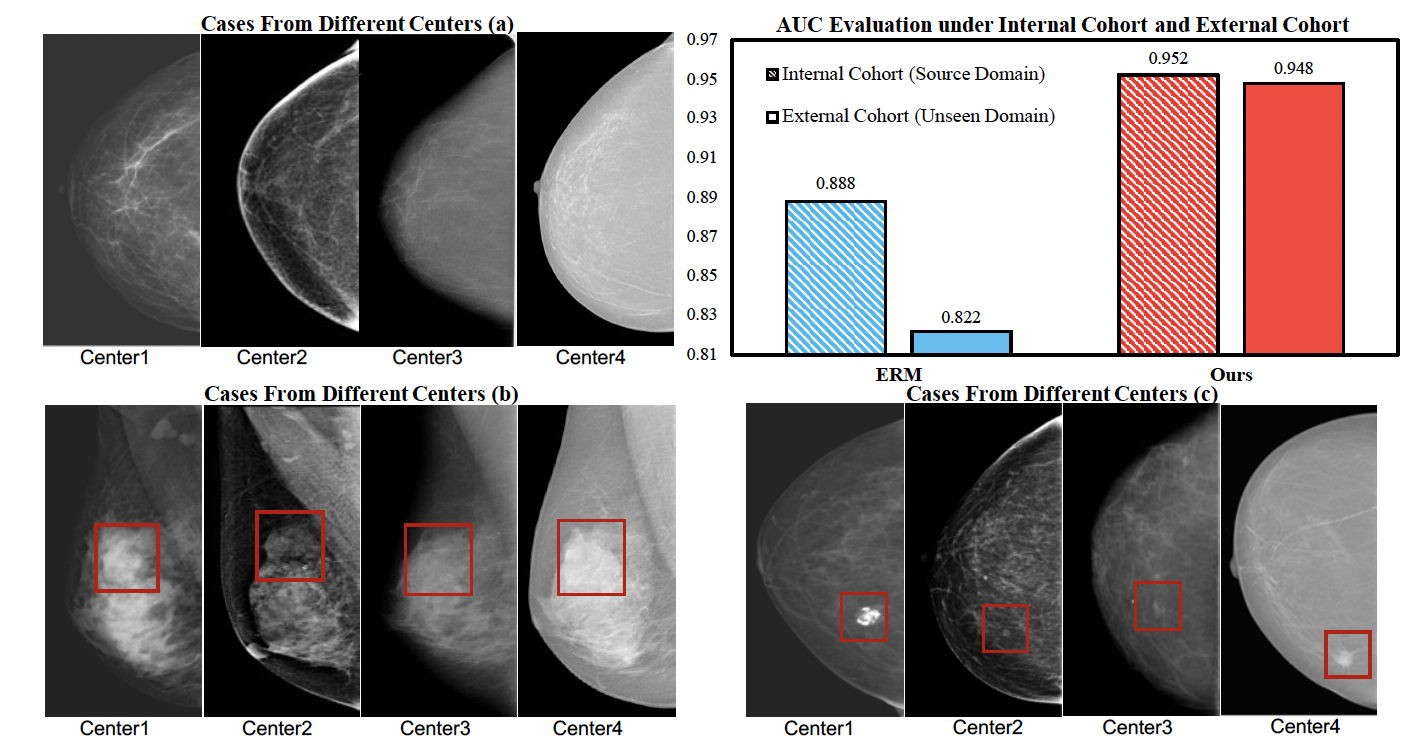 Cases From Different Centers (a)
Center1
Center2
Center3
Center4
AUC Evaluation under Internal Cohort and External Cohort
0.97
0.95
0.93
0.91
0.89
0.87
0.85
0.83
0.81
Internal Cohort (Source Domain)
External Cohort (Unseen Domain)
0.888
0.822
0.952
0.948
ERM
Ours
Cases From Different Centers (b)
Center1
Center2
Center3
Center4
Cases From Different Centers (c)
Center1
Center2
Center3
Center4